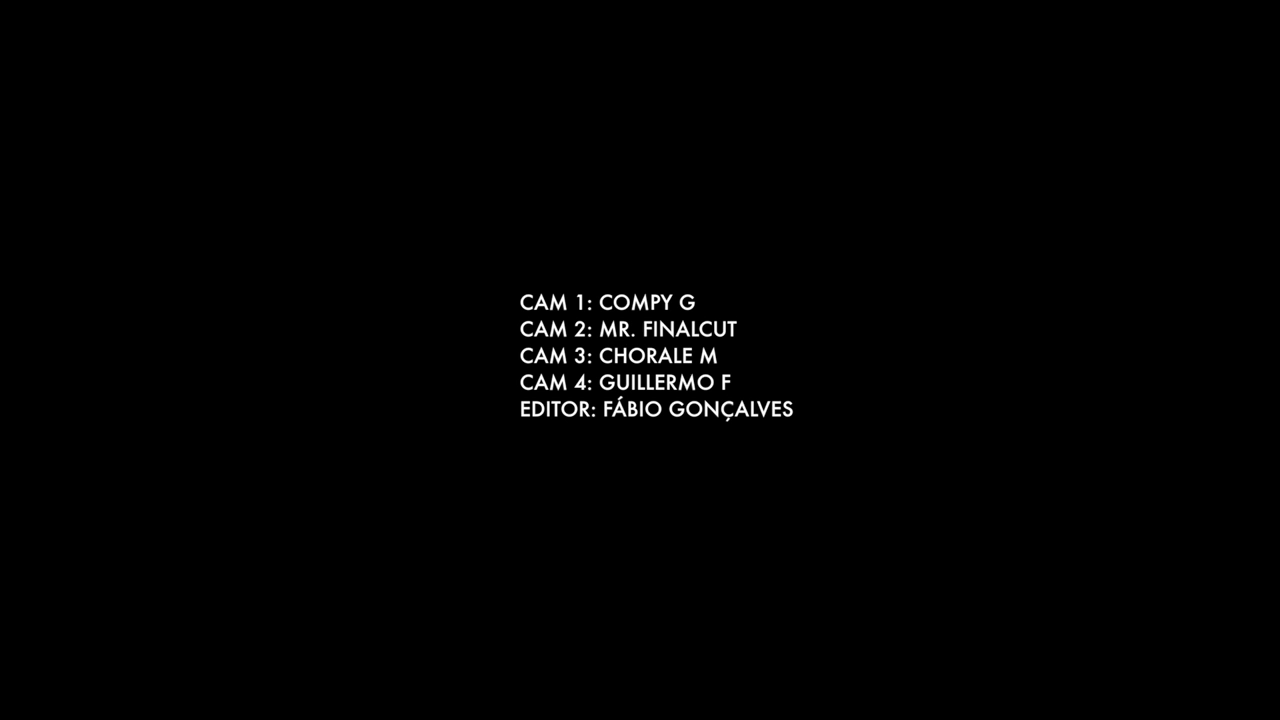 CAM 1: COMPY G
CAM 2: MR. FINALCUT
CAM 3: CHORALE M
CAM 4: GUILLERMO F
EDITOR: FÁBIO GONÇALVES